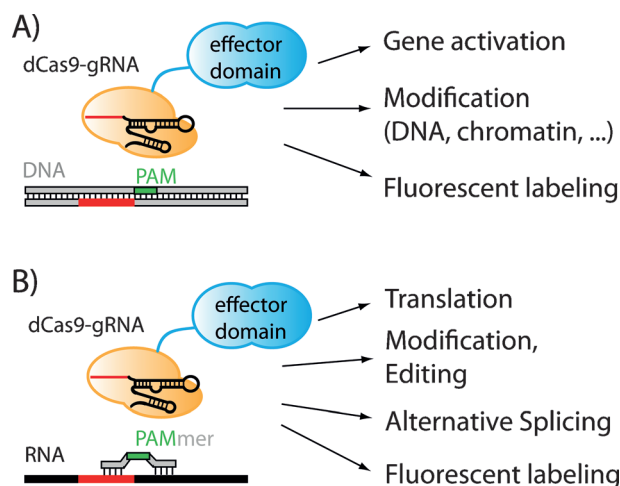 A)
dCas9-gRNA
effector
domain
Gene activation
Modification
(DNA, chromatin, ...)
Fluorescent labeling
DNA
PAM
B)
dCas9-gRNA
effector
domain
Translation
Modification,
Editing
Alternative Splicing
Fluorescent labeling
RNA
PAMmer